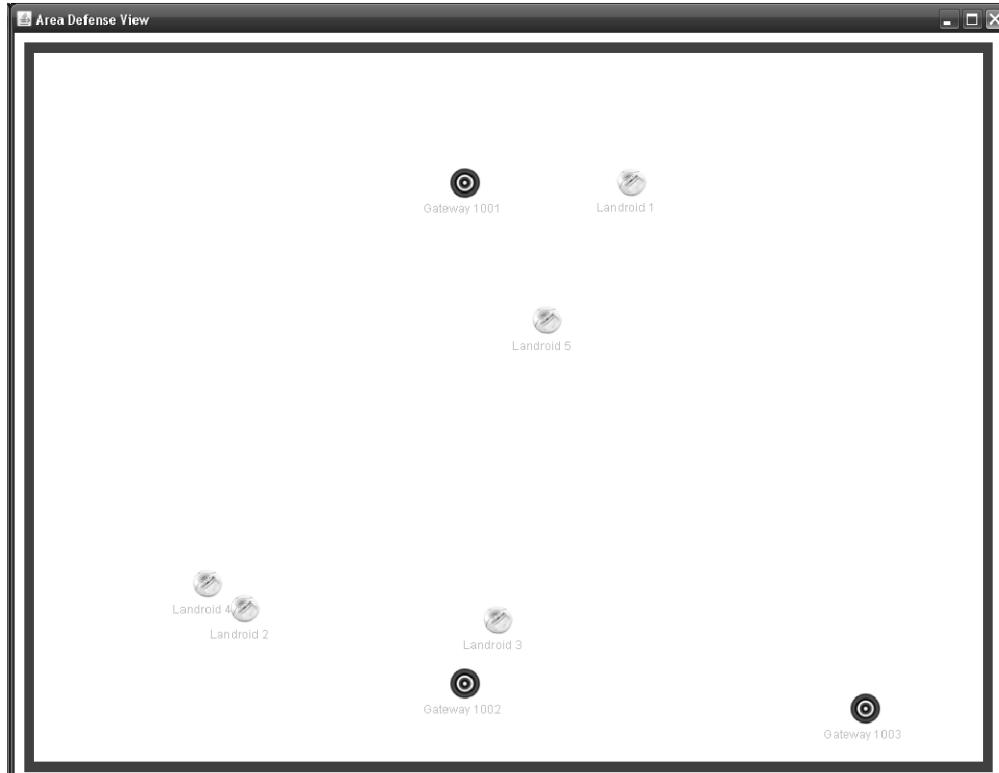 Area Defense View
Gateway 1001
Landroid 1
Landroid 5
Landroid 4
Landroid 2
Landroid 3
Gateway 1002
Gateway 1003